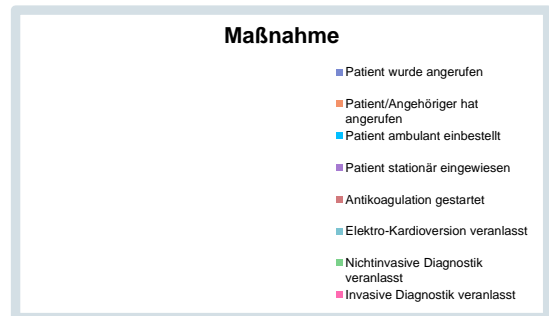 Maßnahme
Patient wurde angerufen
Patient/Angehöriger hat
angerufen
Patient ambulant einbestellt
Patient stationär eingewiesen
Antikoagulation gestartet
Elektro-Kardioversion veranlasst
Nichtinvasive Diagnostik
veranlasst
Invasive Diagnostik veranlasst